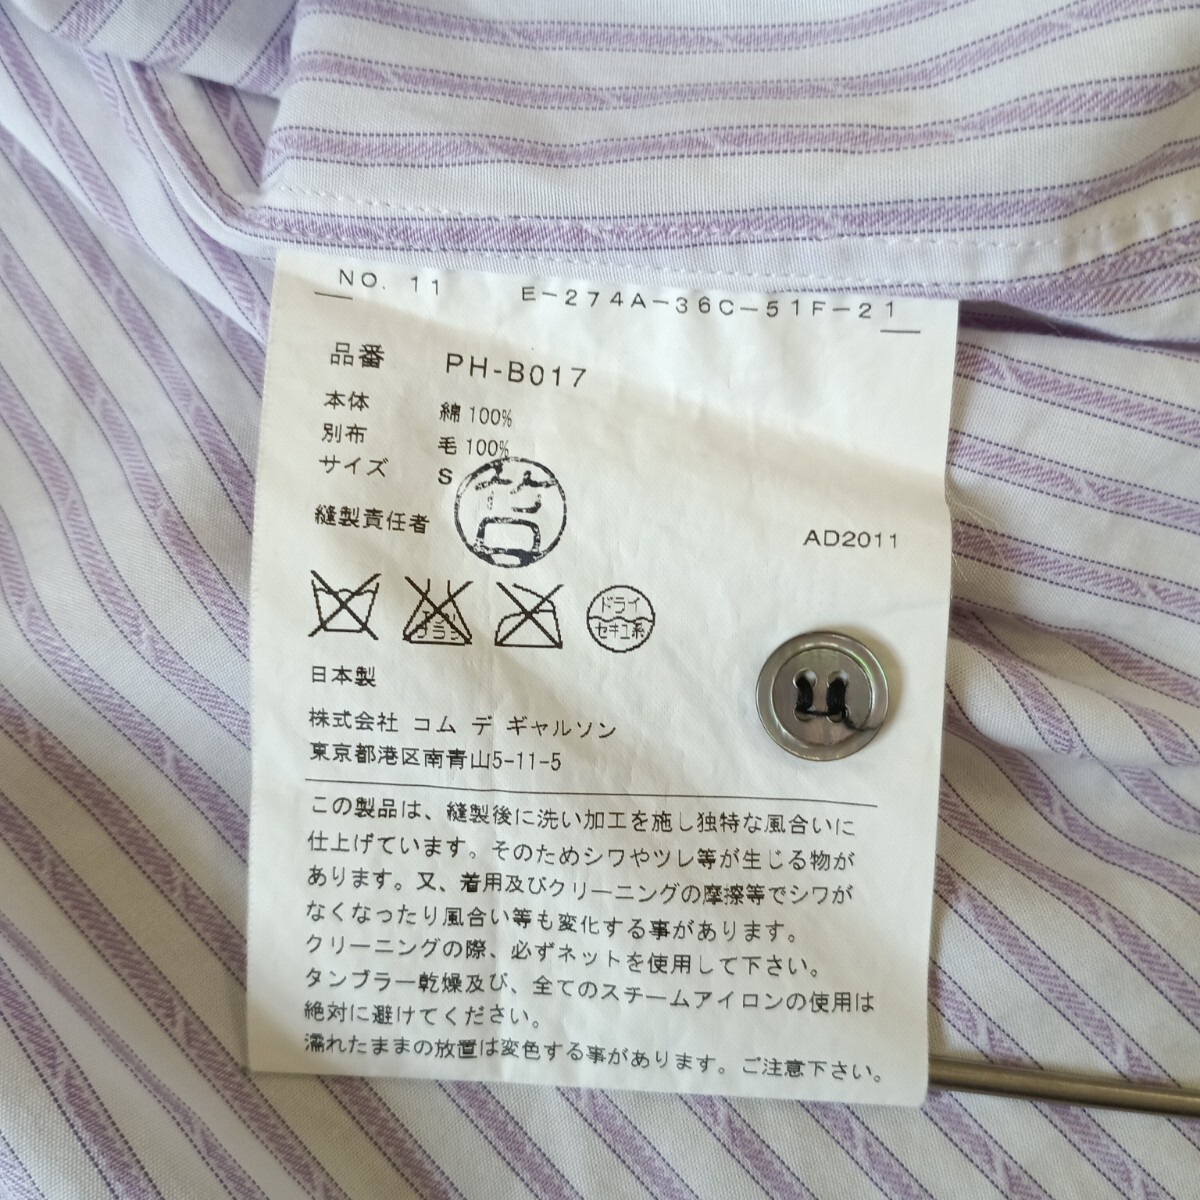 NO. 11 E-274A-36C-51F-21
品番 PH-B017
本体 綿 100%
別布 毛 100%
サイズ S
縫製責任者
AD2011
ドライ
セキユ系
日本製
株式会社 コム デ ギャルソン
東京都港区南青山5-11-5
この製品は、縫製後に洗い加工を施し独特な風合いに
仕上げています。そのためシワやツレ等が生じる物が
あります。又、着用及びクリーニングの摩擦等でシワが
なくなったり風合い等も変化する事があります。
クリーニングの際、必ずネットを使用して下さい。
タンブラー乾燥及び、全てのスチームアイロンの使用は
絶対に避けてください。
濡れたままの放置は変色する事があります。ご注意下さい。